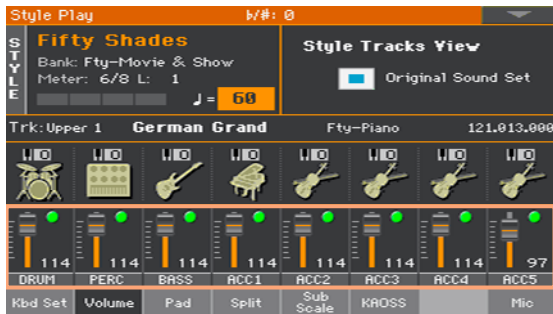 Style Play ♭/#: 0
STYLE
Fifty Shades
Bank: Fty-Movie & Show
Meter: 6/8 L: 1
♩= 60
Style Tracks View
Original Sound Set
Trk: Upper 1 German Grand Fty-Piano 121.013.000
114 114 114 114 114 114 114 97
DRUM PERC BASS ACC1 ACC2 ACC3 ACC4 ACC5
Kbd Set Volume Pad Split Sub Scale KAOSS Mic